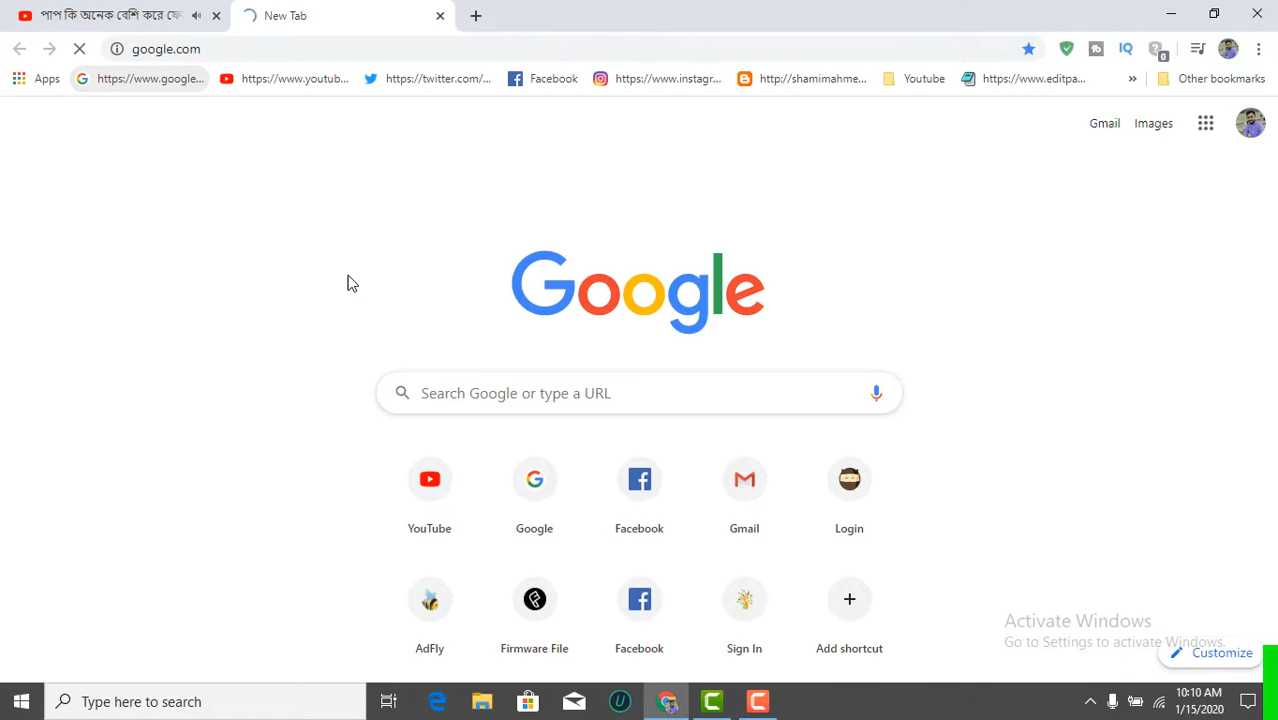 পাপ কি অনেক বেশি করে ফে
New Tab
google.com
Apps
https://www.google...
https://www.youtub...
https://twitter.com/...
Facebook
https://www.instagr...
http://shamimahme...
Youtube
https://www.editpa...
Other bookmarks
Gmail
Images
Google
Search Google or type a URL
YouTube
Google
Facebook
Gmail
Login
AdFly
Firmware File
Facebook
Sign In
Add shortcut
Activate Windows
Go to Settings to activate Windows.
Customize
Type here to search
10:10 AM
1/15/2020